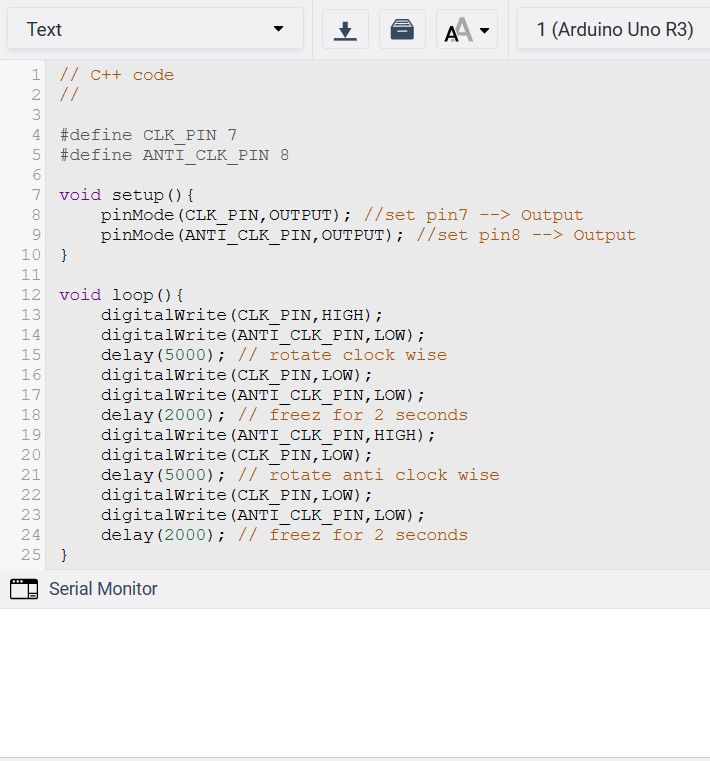 Text
1 (Arduino Uno R3)
1 // C++ code
2 //
3
4 #define CLK_PIN 7
5 #define ANTI_CLK_PIN 8
6
7 void setup(){
8     pinMode(CLK_PIN,OUTPUT); //set pin7 --> Output
9     pinMode(ANTI_CLK_PIN,OUTPUT); //set pin8 --> Output
10 }
11
12 void loop(){
13     digitalWrite(CLK_PIN,HIGH);
14     digitalWrite(ANTI_CLK_PIN,LOW);
15     delay(5000); // rotate clock wise
16     digitalWrite(CLK_PIN,LOW);
17     digitalWrite(ANTI_CLK_PIN,LOW);
18     delay(2000); // freez for 2 seconds
19     digitalWrite(ANTI_CLK_PIN,HIGH);
20     digitalWrite(CLK_PIN,LOW);
21     delay(5000); // rotate anti clock wise
22     digitalWrite(CLK_PIN,LOW);
23     digitalWrite(ANTI_CLK_PIN,LOW);
24     delay(2000); // freez for 2 seconds
25 }
Serial Monitor